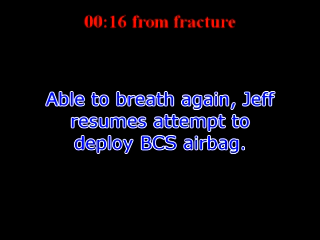 00:16 from fracture
Able to breath again, Jeff
resumes attempt to
deploy BCS airbag.